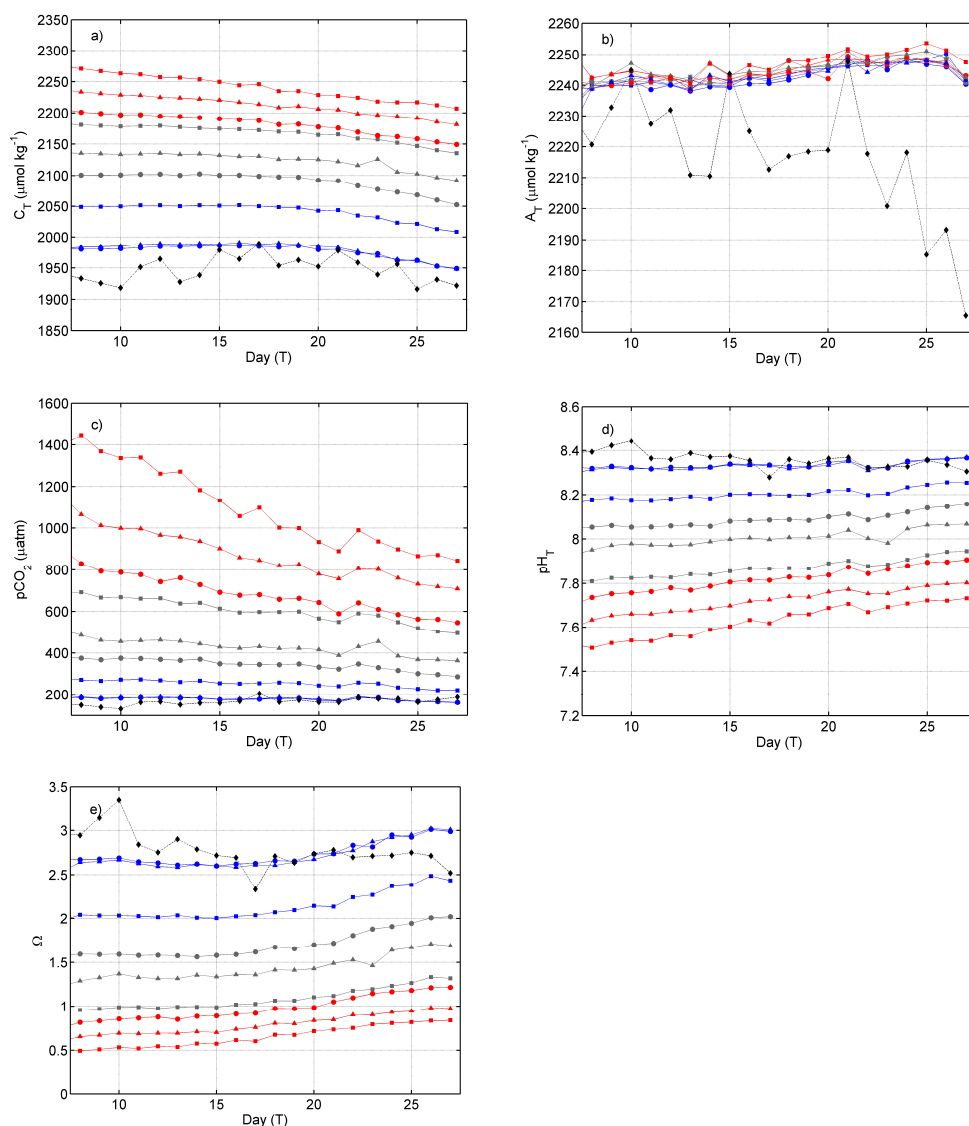 a)
2350
2300
2250
2200
2150
2100
2050
2000
1950
1900
1850
C_T (μmol kg⁻¹)
10 15 20 25
Day (T)
b)
2260
2250
2240
2230
2220
2210
2200
2190
2180
2170
2160
A_T (μmol kg⁻¹)
10 15 20 25
Day (T)
c)
1600
1400
1200
1000
800
600
400
200
pCO₂ (μatm)
10 15 20 25
Day (T)
d)
8.6
8.4
8.2
8
7.8
7.6
7.4
7.2
pH_T
10 15 20 25
Day (T)
e)
3.5
3
2.5
2
1.5
1
0.5
0
Ω
10 15 20 25
Day (T)